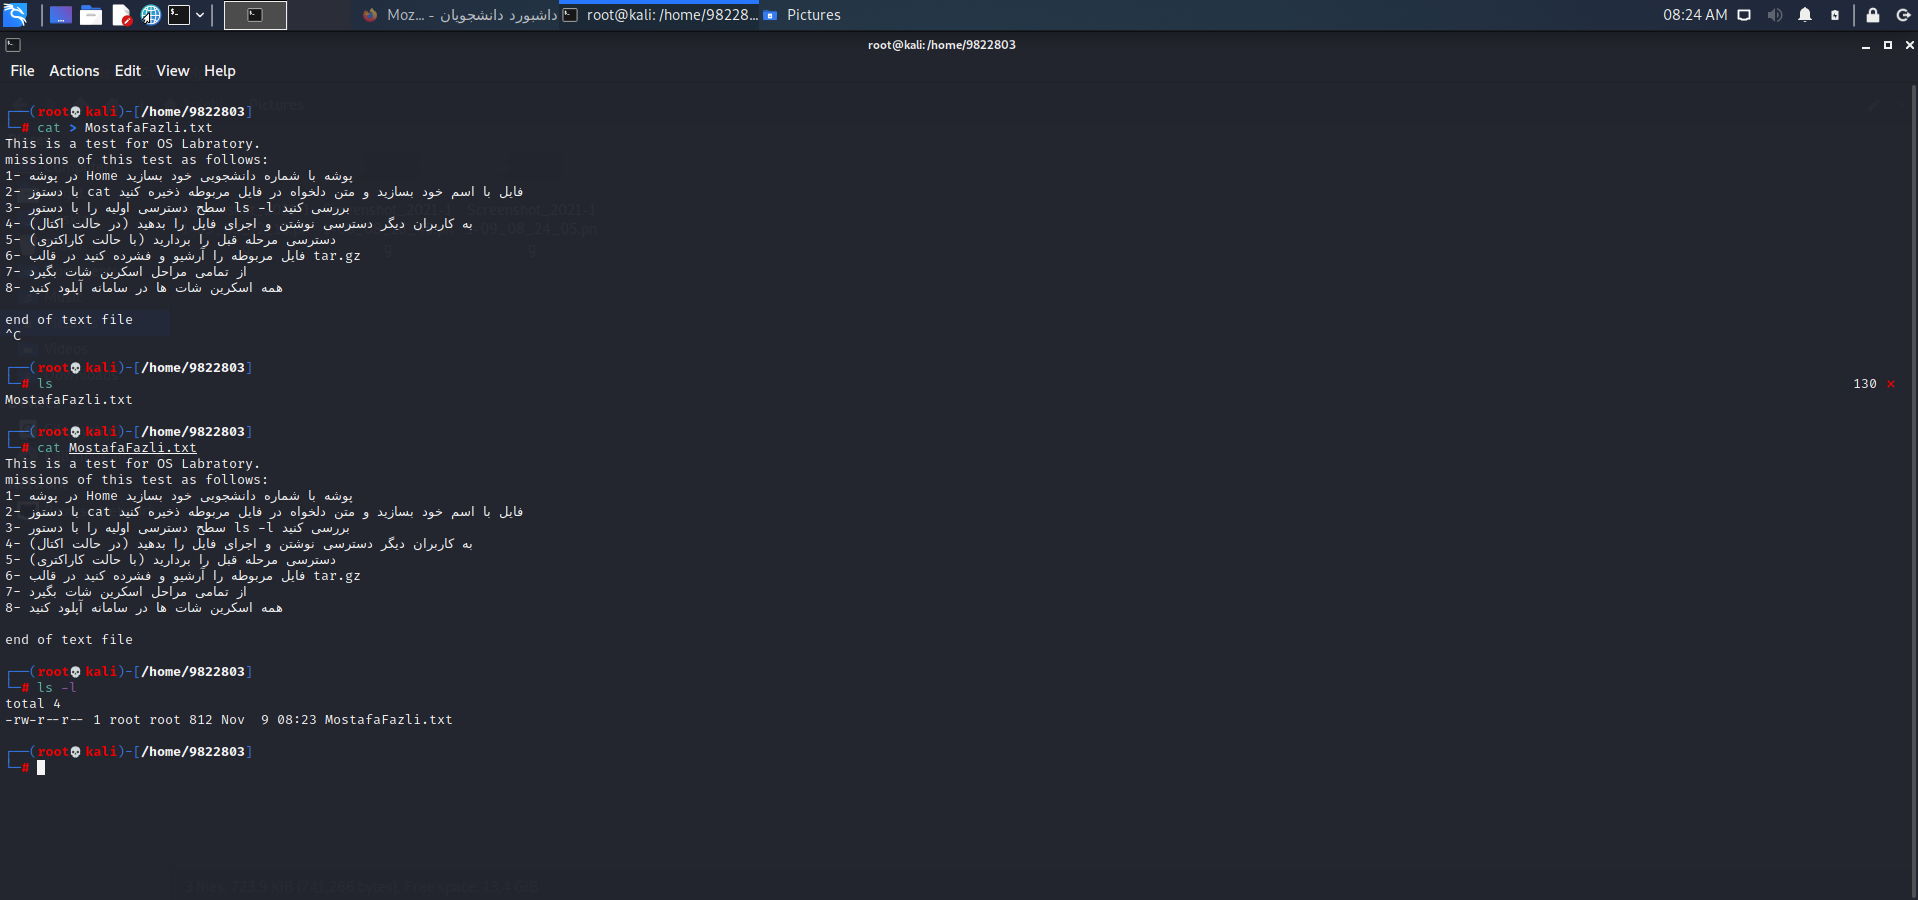 Moz... - داشبورد دانشجویان
root@kali: /home/98228...
Pictures
08:24 AM
root@kali: /home/9822803
File Actions Edit View Help
┌──(root💀kali)-[/home/9822803]
└─# cat > MostafaFazli.txt
This is a test for OS Labratory.
missions of this test as follows:
1- در پوشه Home پوشه با شماره دانشجویی خود بسازید
2- با دستوز cat فایل با اسم خود بسازید و متن دلخواه در فایل مربوطه ذخیره کنید
3- سطح دسترسی اولیه را با دستور ls -l بررسی کنید
4- به کاربران دیگر دسترسی نوشتن و اجرای فایل را بدهید (در حالت اکتال)
5- دسترسی مرحله قبل را بردارید (با حالت کاراکتری)
6- فایل مربوطه را آرشیو و فشرده کنید در قالب tar.gz
7- از تمامی مراحل اسکرین شات بگیرد
8- همه اسکرین شات ها در سامانه آپلود کنید
end of text file
^C
┌──(root💀kali)-[/home/9822803]
└─# ls
130 ⨯
MostafaFazli.txt
┌──(root💀kali)-[/home/9822803]
└─# cat MostafaFazli.txt
This is a test for OS Labratory.
missions of this test as follows:
1- در پوشه Home پوشه با شماره دانشجویی خود بسازید
2- با دستوز cat فایل با اسم خود بسازید و متن دلخواه در فایل مربوطه ذخیره کنید
3- سطح دسترسی اولیه را با دستور ls -l بررسی کنید
4- به کاربران دیگر دسترسی نوشتن و اجرای فایل را بدهید (در حالت اکتال)
5- دسترسی مرحله قبل را بردارید (با حالت کاراکتری)
6- فایل مربوطه را آرشیو و فشرده کنید در قالب tar.gz
7- از تمامی مراحل اسکرین شات بگیرد
8- همه اسکرین شات ها در سامانه آپلود کنید
end of text file
┌──(root💀kali)-[/home/9822803]
└─# ls -l
total 4
-rw-r--r-- 1 root root 812 Nov  9 08:23 MostafaFazli.txt
┌──(root💀kali)-[/home/9822803]
└─#